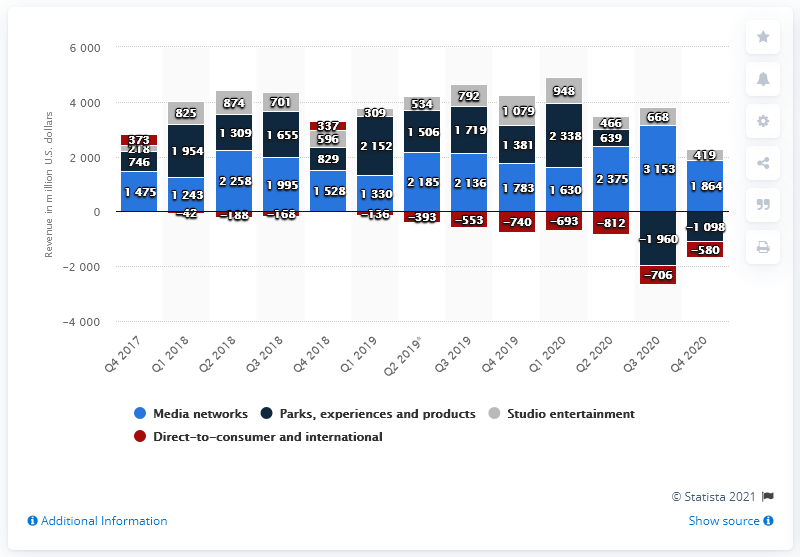 6 000
4 000
2 000
0
−2 000
−4 000
Revenue in million U.S. dollars
373
218
746
1 475
825
1 954
1 243
−42
874
1 309
2 258
−188
701
1 655
1 995
−168
337
596
829
1 528
309
2 152
1 330
−136
534
1 506
2 185
−393
792
1 719
2 136
−553
1 079
1 381
1 783
−740
948
2 338
1 630
−693
466
639
2 375
−812
668
3 153
−1 960
−706
419
1 864
−1 098
−580
Q4 2017
Q1 2018
Q2 2018
Q3 2018
Q4 2018
Q1 2019
Q2 2019*
Q3 2019
Q4 2019
Q1 2020
Q2 2020
Q3 2020
Q4 2020
Media networks
Parks, experiences and products
Studio entertainment
Direct-to-consumer and international
© Statista 2021
Additional Information
Show source